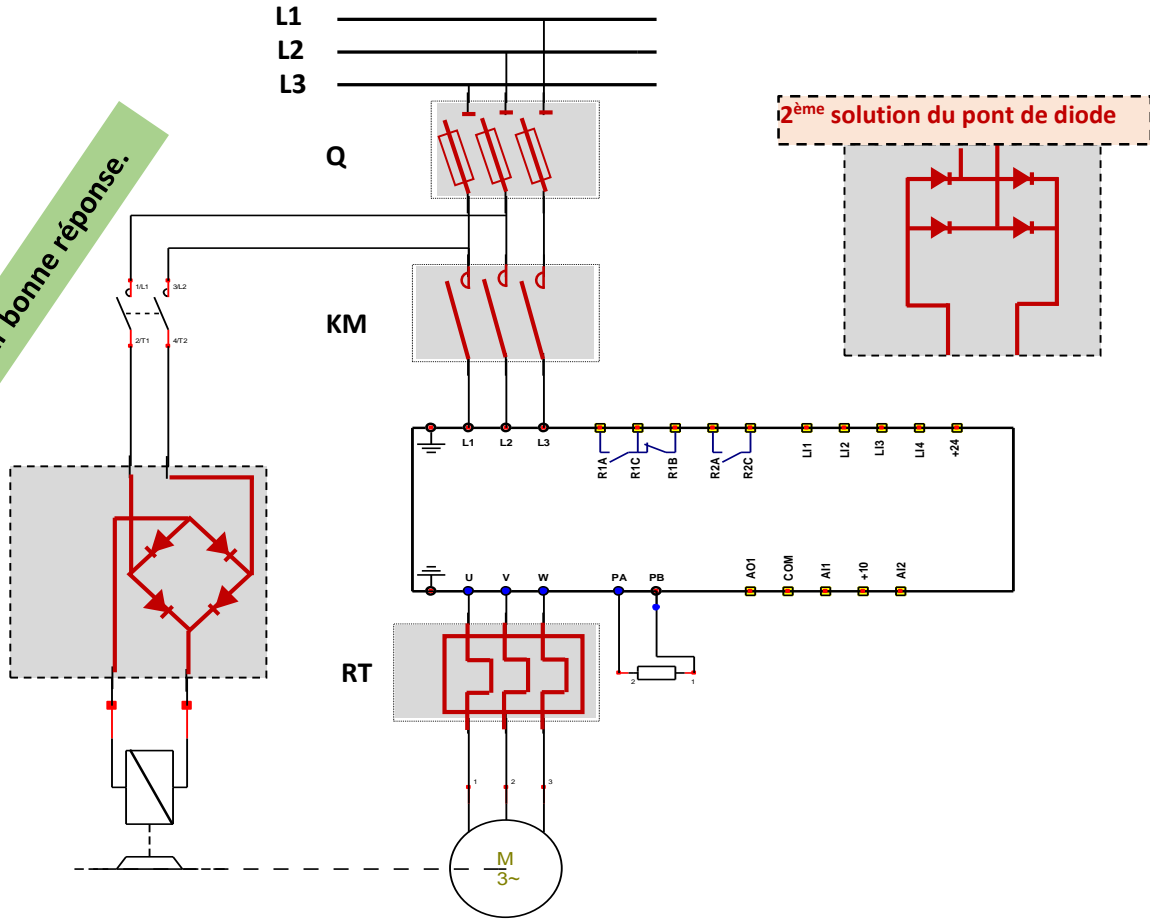 L1
L2
L3
2ème solution du pont de diode
Q
bonne réponse.
1/L1
3/L2
2/T1
4/T2
KM
L1
L2
L3
R1A
R1C
R1B
R2A
R2C
LI1
LI2
LI3
LI4
+24
U
V
W
PA
PB
AO1
COM
AI1
+10
AI2
RT
2
1
1
2
3
M
3~